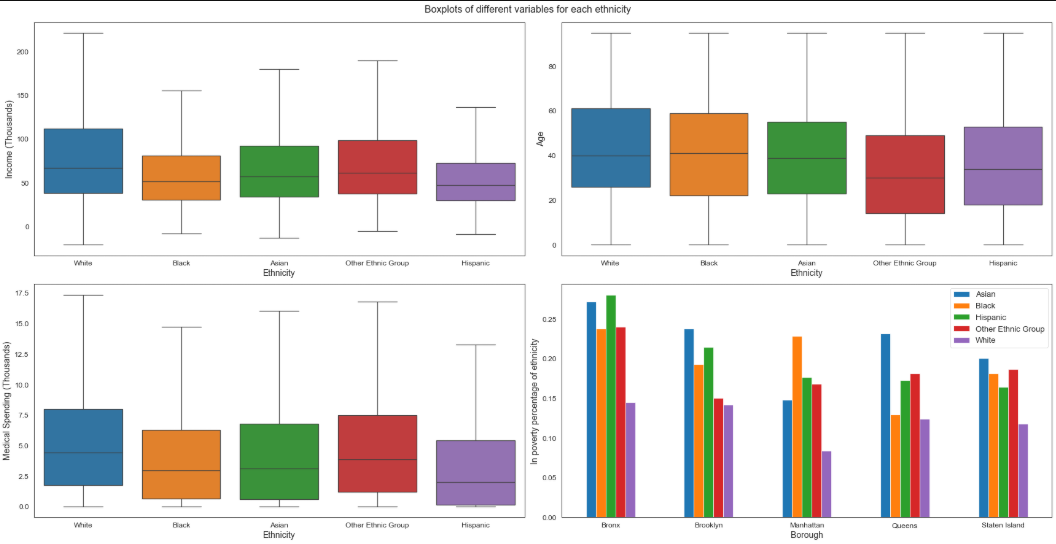 Boxplots of different variables for each ethnicity
Income (Thousands)
200
150
100
50
0
White Black Asian Other Ethnic Group Hispanic
Ethnicity
Age
80
60
40
20
0
White Black Asian Other Ethnic Group Hispanic
Ethnicity
Medical Spending (Thousands)
17.5
15.0
12.5
10.0
7.5
5.0
2.5
0.0
White Black Asian Other Ethnic Group Hispanic
Ethnicity
In poverty percentage of ethnicity
0.25
0.20
0.15
0.10
0.05
0.00
Asian
Black
Hispanic
Other Ethnic Group
White
Bronx Brooklyn Manhattan Queens Staten Island
Borough